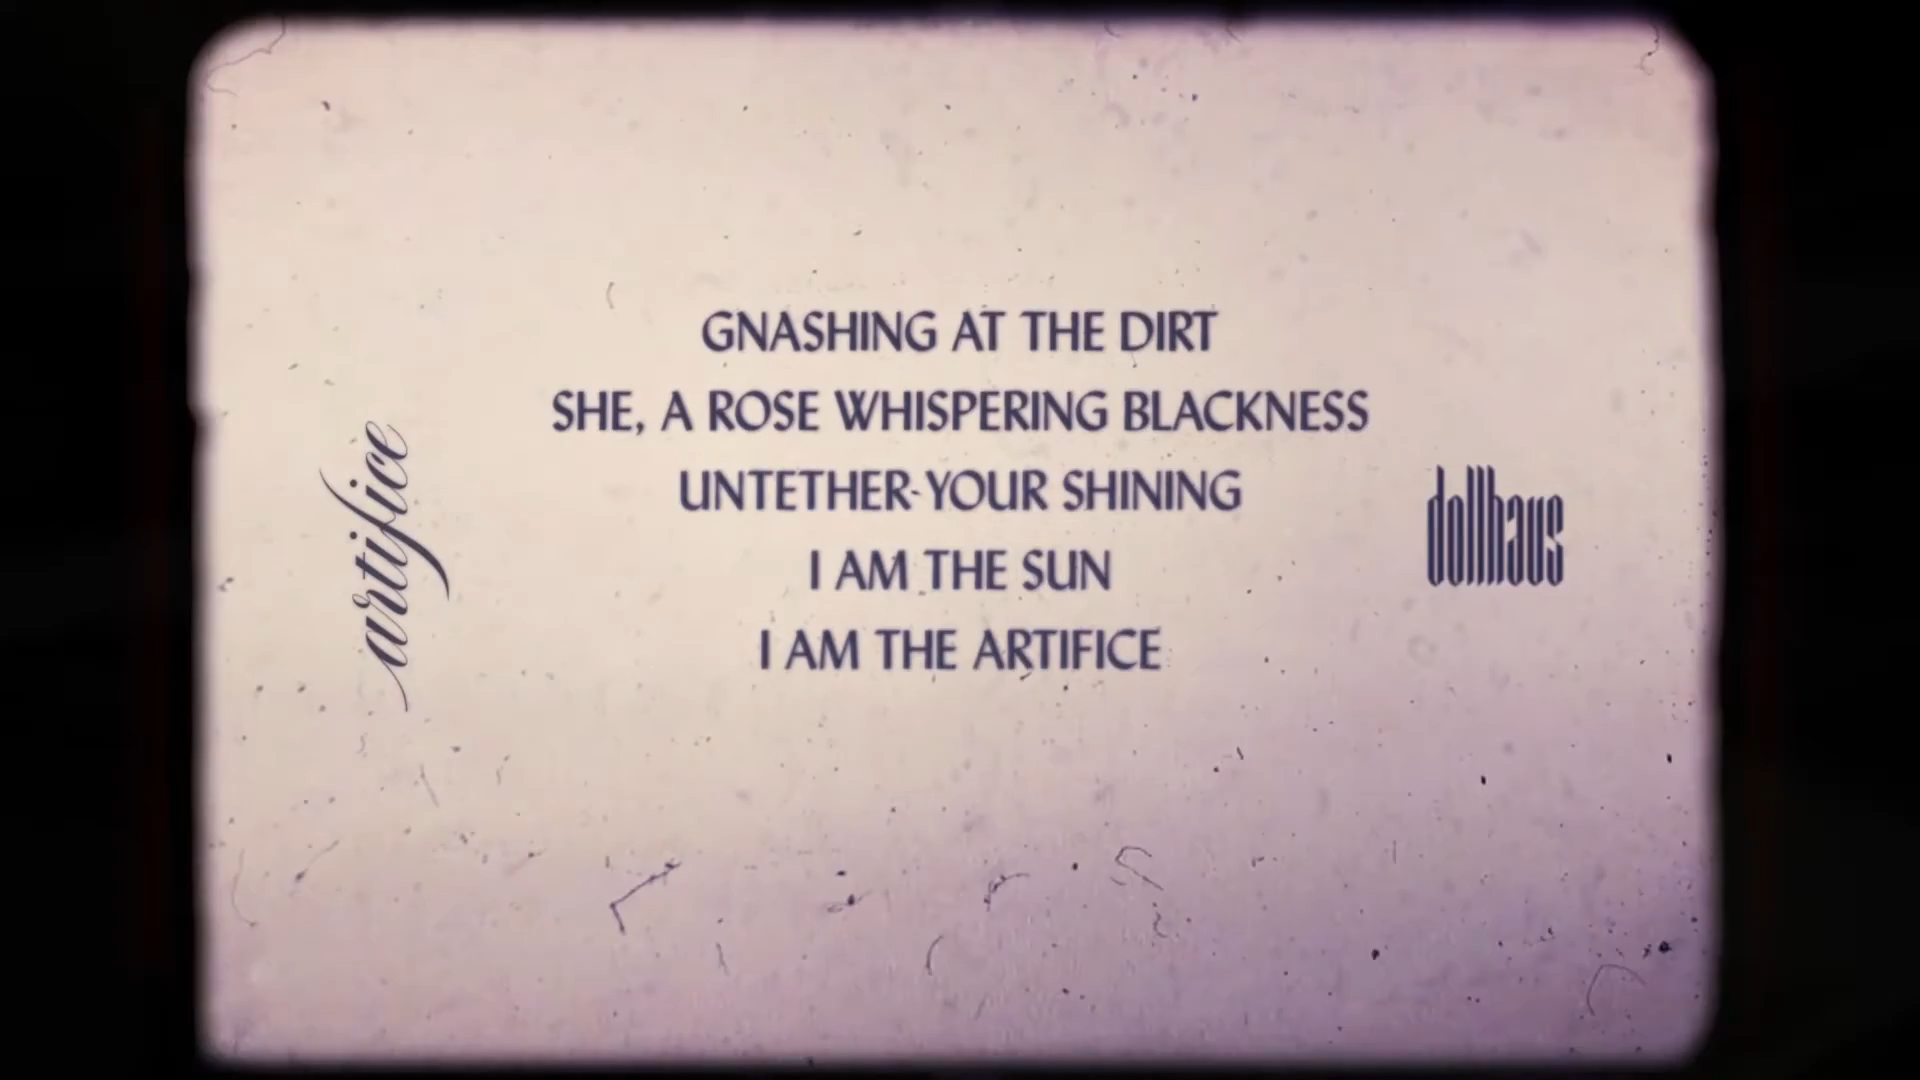 artifice
GNASHING AT THE DIRT
SHE, A ROSE WHISPERING BLACKNESS
UNTETHER YOUR SHINING
I AM THE SUN
I AM THE ARTIFICE
dollhaus